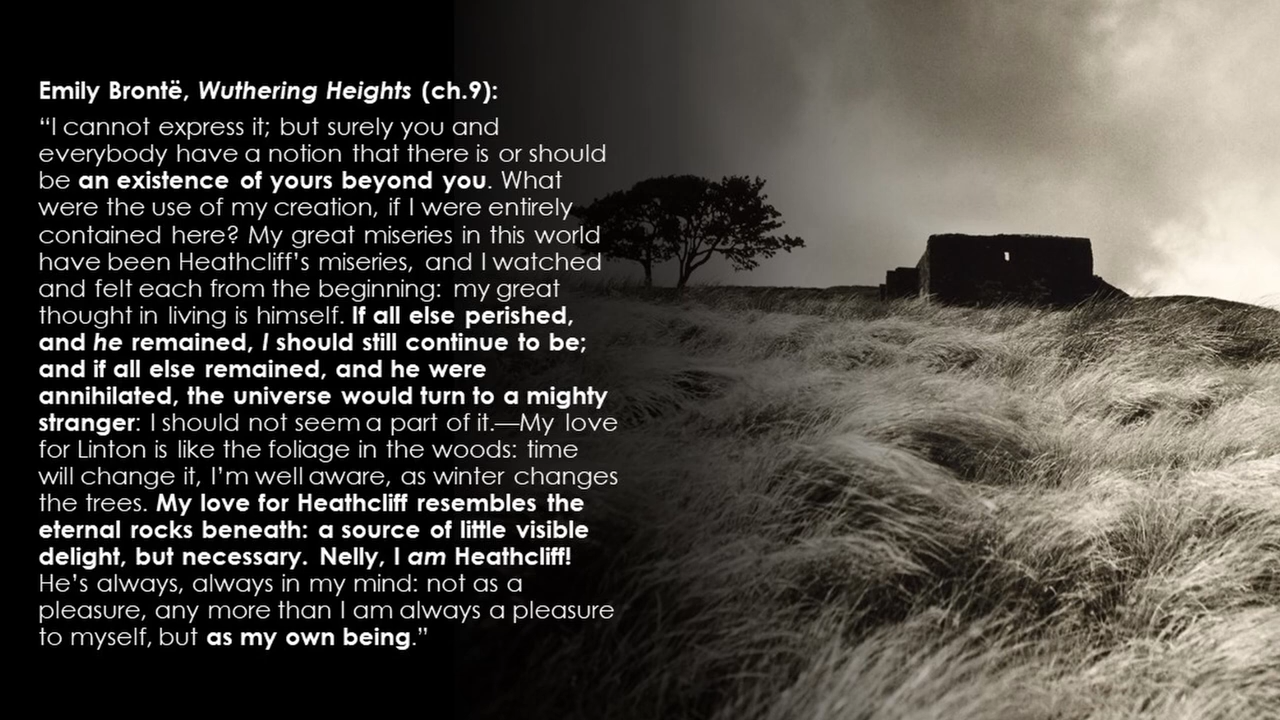 Emily Brontë, Wuthering Heights (ch.9):
“I cannot express it; but surely you and
everybody have a notion that there is or should
be an existence of yours beyond you. What
were the use of my creation, if I were entirely
contained here? My great miseries in this world
have been Heathcliff’s miseries, and I watched
and felt each from the beginning: my great
thought in living is himself. If all else perished,
and he remained, I should still continue to be;
and if all else remained, and he were
annihilated, the universe would turn to a mighty
stranger: I should not seem a part of it.—My love
for Linton is like the foliage in the woods: time
will change it, I’m well aware, as winter changes
the trees. My love for Heathcliff resembles the
eternal rocks beneath: a source of little visible
delight, but necessary. Nelly, I am Heathcliff!
He’s always, always in my mind: not as a
pleasure, any more than I am always a pleasure
to myself, but as my own being.”